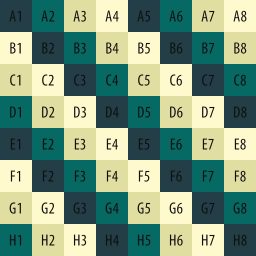 A1 A2 A3 A4 A5 A6 A7 A8
B1 B2 B3 B4 B5 B6 B7 B8
C1 C2 C3 C4 C5 C6 C7 C8
D1 D2 D3 D4 D5 D6 D7 D8
E1 E2 E3 E4 E5 E6 E7 E8
F1 F2 F3 F4 F5 F6 F7 F8
G1 G2 G3 G4 G5 G6 G7 G8
H1 H2 H3 H4 H5 H6 H7 H8